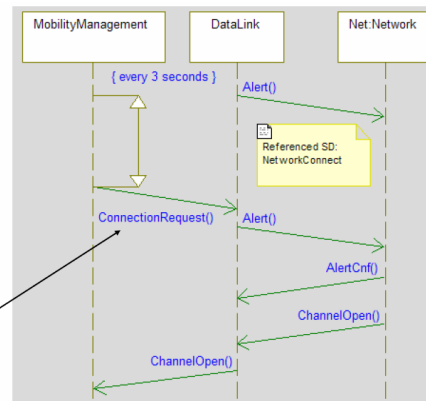 MobilityManagement
DataLink
Net:Network
{ every 3 seconds }
Alert()
Referenced SD:
NetworkConnect
ConnectionRequest()
Alert()
AlertCnf()
ChannelOpen()
ChannelOpen()